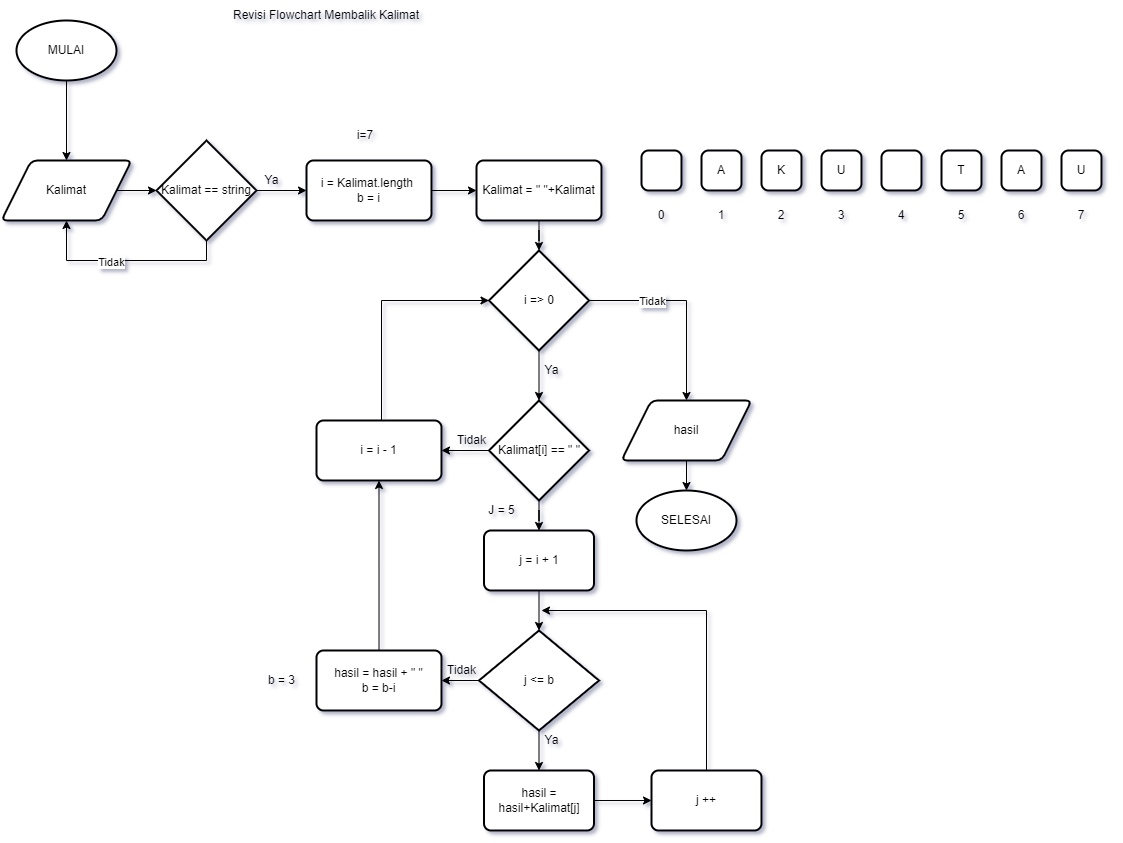 Revisi Flowchart Membalik Kalimat
MULAI
i=7
Kalimat
Kalimat == string
Ya
i = Kalimat.length
b = i
Kalimat = " "+Kalimat
A
K
U
T
A
U
0
1
2
3
4
5
6
7
Tidak
i => 0
Tidak
Ya
hasil
i = i - 1
Tidak
Kalimat[i] == " "
J = 5
SELESAI
j = i + 1
b = 3
hasil = hasil + " "
b = b-i
Tidak
j <= b
Ya
hasil =
hasil+Kalimat[j]
j ++